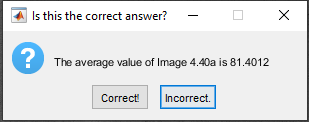 Is this the correct answer?
The average value of Image 4.40a is 81.4012
Correct! Incorrect.